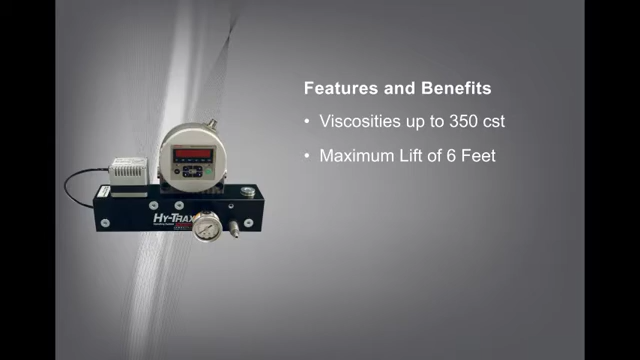 Features and Benefits
• Viscosities up to 350 cst
• Maximum Lift of 6 Feet
HY-TRAX